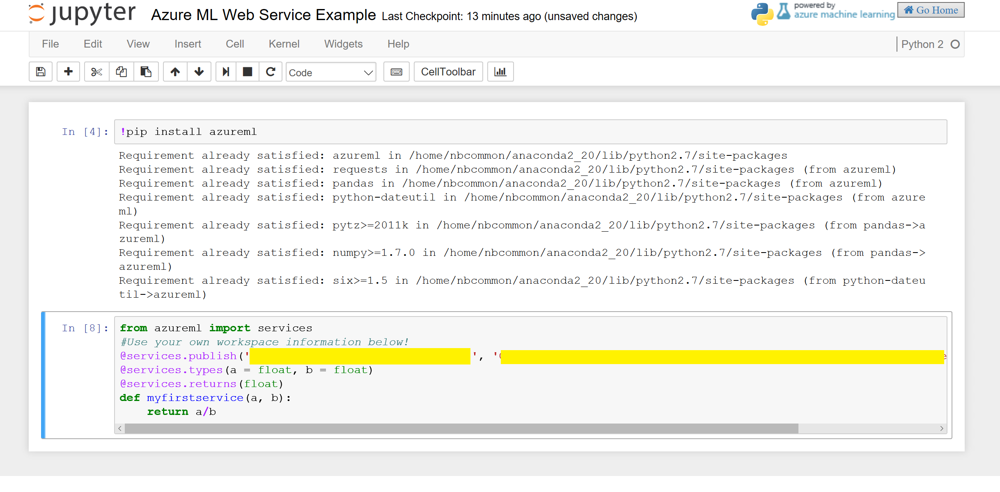 jupyter Azure ML Web Service Example Last Checkpoint: 13 minutes ago (unsaved changes)
powered by
azure machine learning
Go Home
File Edit View Insert Cell Kernel Widgets Help Python 2
Code CellToolbar
In [4]: !pip install azureml
Requirement already satisfied: azureml in /home/nbcommon/anaconda2_20/lib/python2.7/site-packages
Requirement already satisfied: requests in /home/nbcommon/anaconda2_20/lib/python2.7/site-packages (from azureml)
Requirement already satisfied: pandas in /home/nbcommon/anaconda2_20/lib/python2.7/site-packages (from azureml)
Requirement already satisfied: python-dateutil in /home/nbcommon/anaconda2_20/lib/python2.7/site-packages (from azure
ml)
Requirement already satisfied: pytz>=2011k in /home/nbcommon/anaconda2_20/lib/python2.7/site-packages (from pandas->a
zureml)
Requirement already satisfied: numpy>=1.7.0 in /home/nbcommon/anaconda2_20/lib/python2.7/site-packages (from pandas->
azureml)
Requirement already satisfied: six>=1.5 in /home/nbcommon/anaconda2_20/lib/python2.7/site-packages (from python-dateu
til->azureml)
In [8]: from azureml import services
#Use your own workspace information below!
@services.publish(' ', '
@services.types(a = float, b = float)
@services.returns(float)
def myfirstservice(a, b):
    return a/b